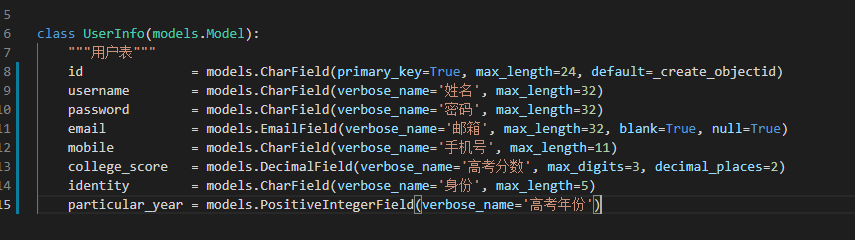 5
6 class UserInfo(models.Model):
7     """用户表"""
8     id               = models.CharField(primary_key=True, max_length=24, default=_create_objectid)
9     username         = models.CharField(verbose_name='姓名', max_length=32)
10     password         = models.CharField(verbose_name='密码', max_length=32)
11     email            = models.EmailField(verbose_name='邮箱', max_length=32, blank=True, null=True)
12     mobile           = models.CharField(verbose_name='手机号', max_length=11)
13     college_score    = models.DecimalField(verbose_name='高考分数', max_digits=3, decimal_places=2)
14     identity         = models.CharField(verbose_name='身份', max_length=5)
15     particular_year = models.PositiveIntegerField(verbose_name='高考年份')